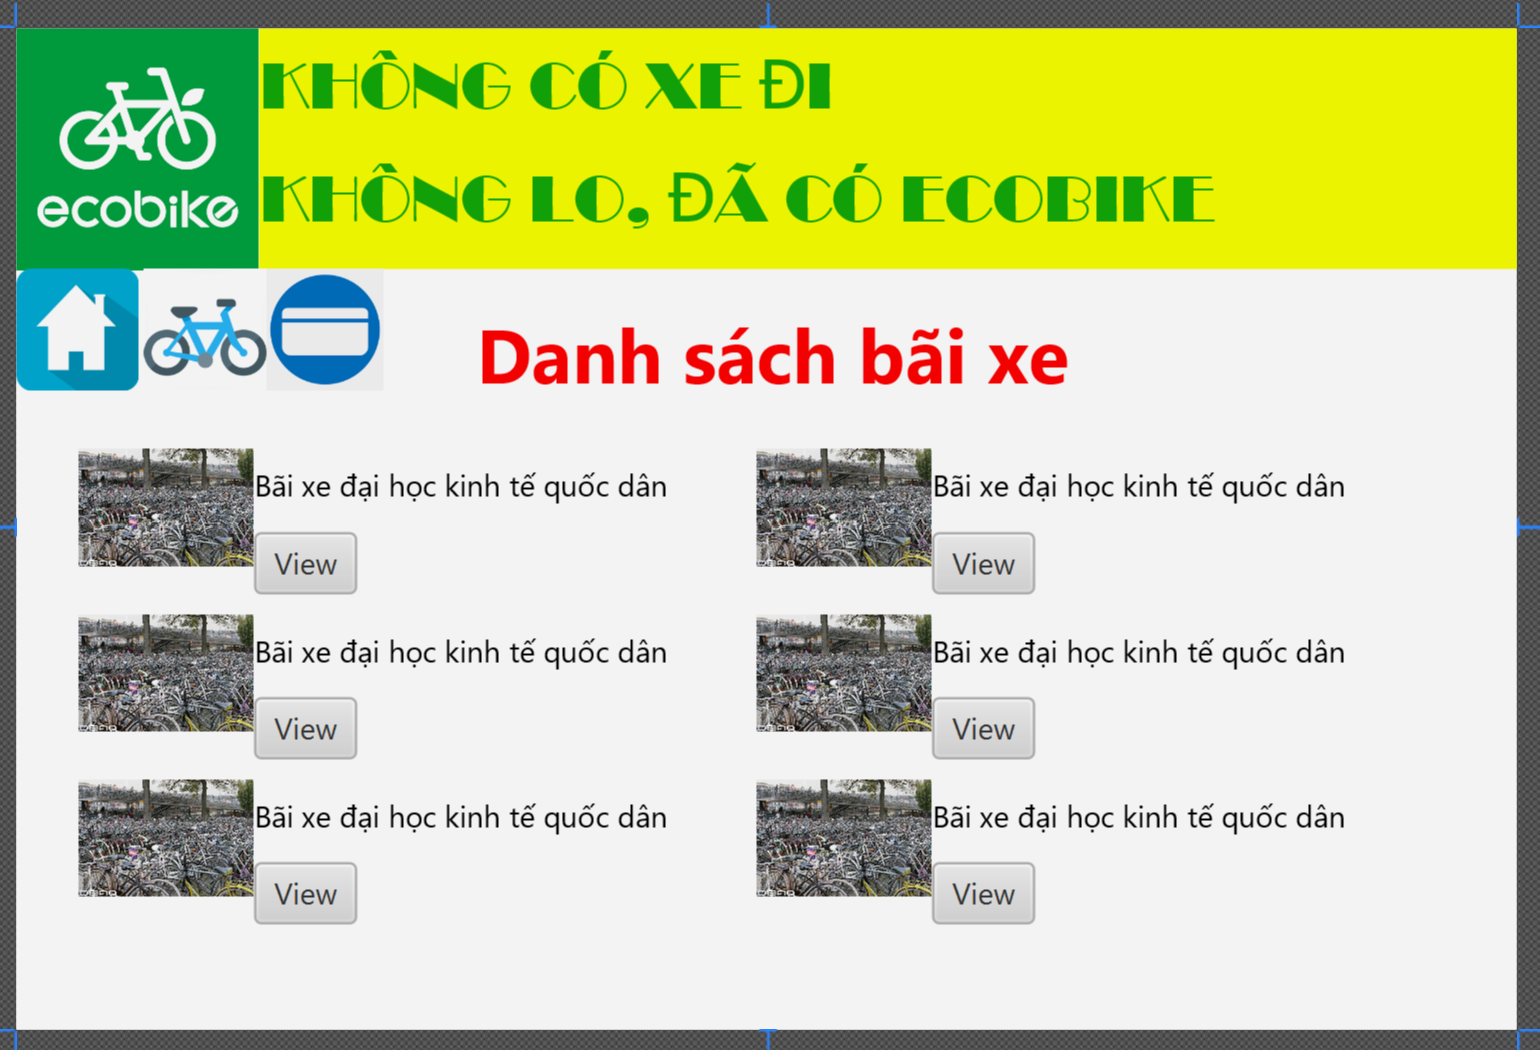 KHÔNG CÓ XE ĐI
KHÔNG LO, ĐÃ CÓ ECOBIKE
ecobike
Danh sách bãi xe
Bãi xe đại học kinh tế quốc dân
View
Bãi xe đại học kinh tế quốc dân
View
Bãi xe đại học kinh tế quốc dân
View
Bãi xe đại học kinh tế quốc dân
View
Bãi xe đại học kinh tế quốc dân
View
Bãi xe đại học kinh tế quốc dân
View